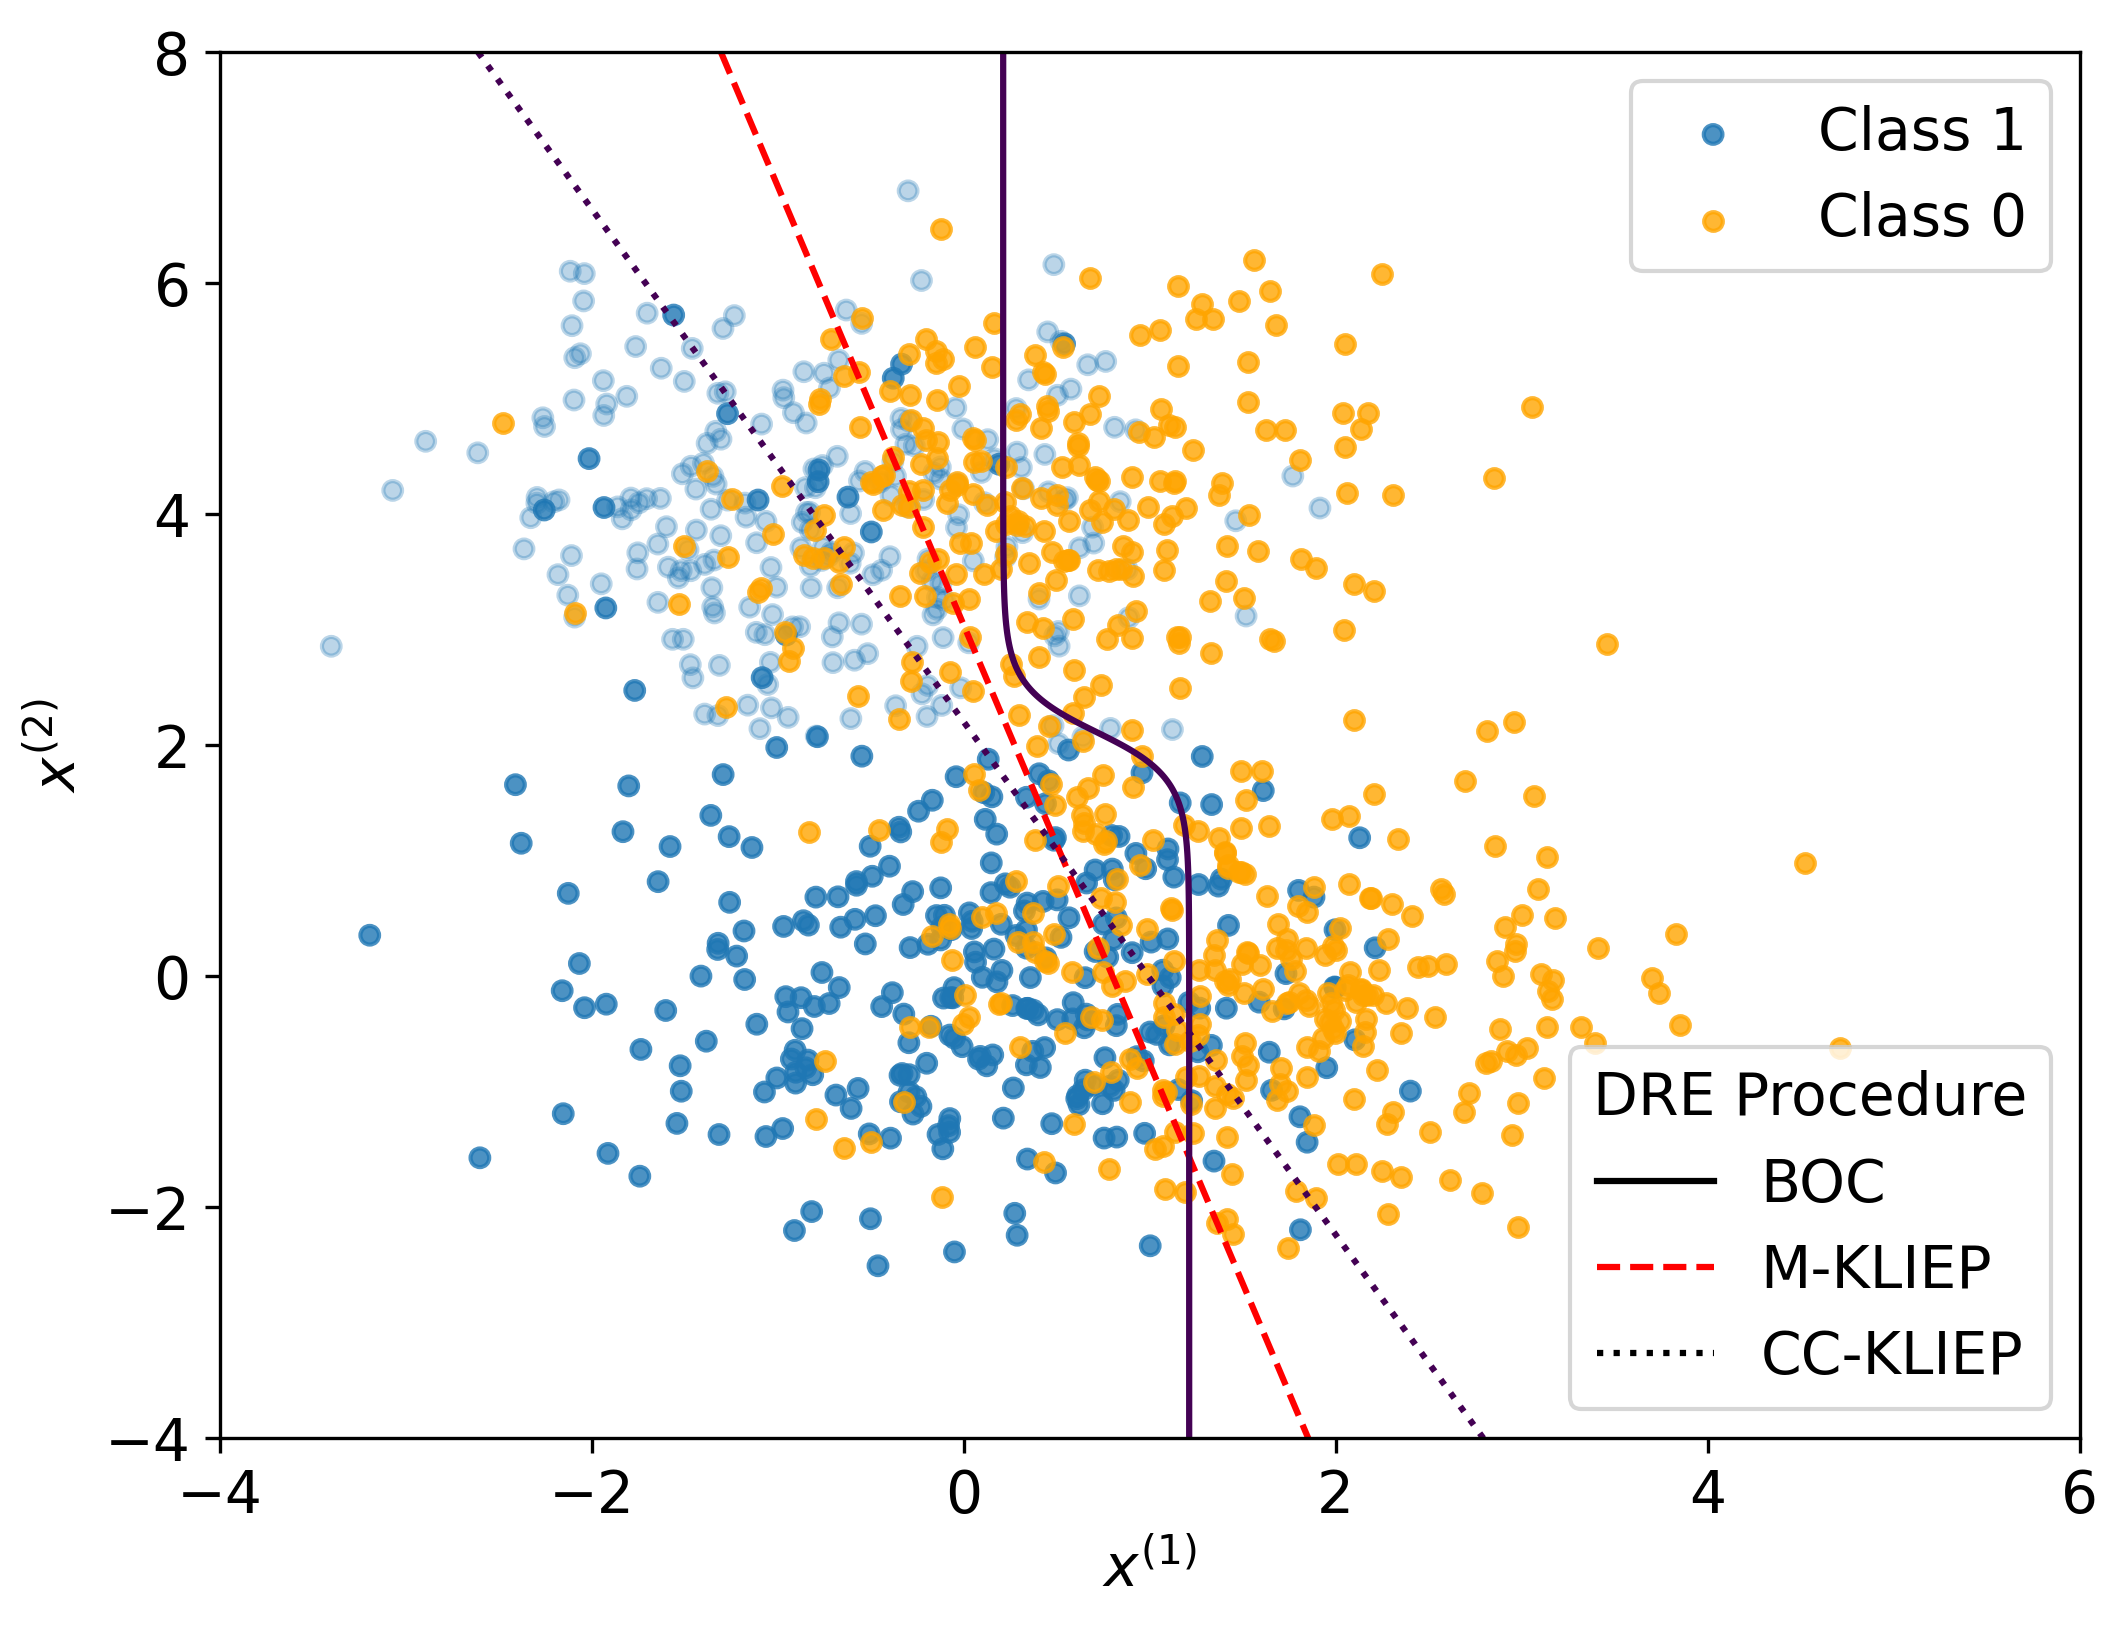 8
6
4
2
0
−2
−4
x(2)
−4
−2
0
2
4
6
x(1)
Class 1
Class 0
DRE Procedure
BOC
M-KLIEP
CC-KLIEP